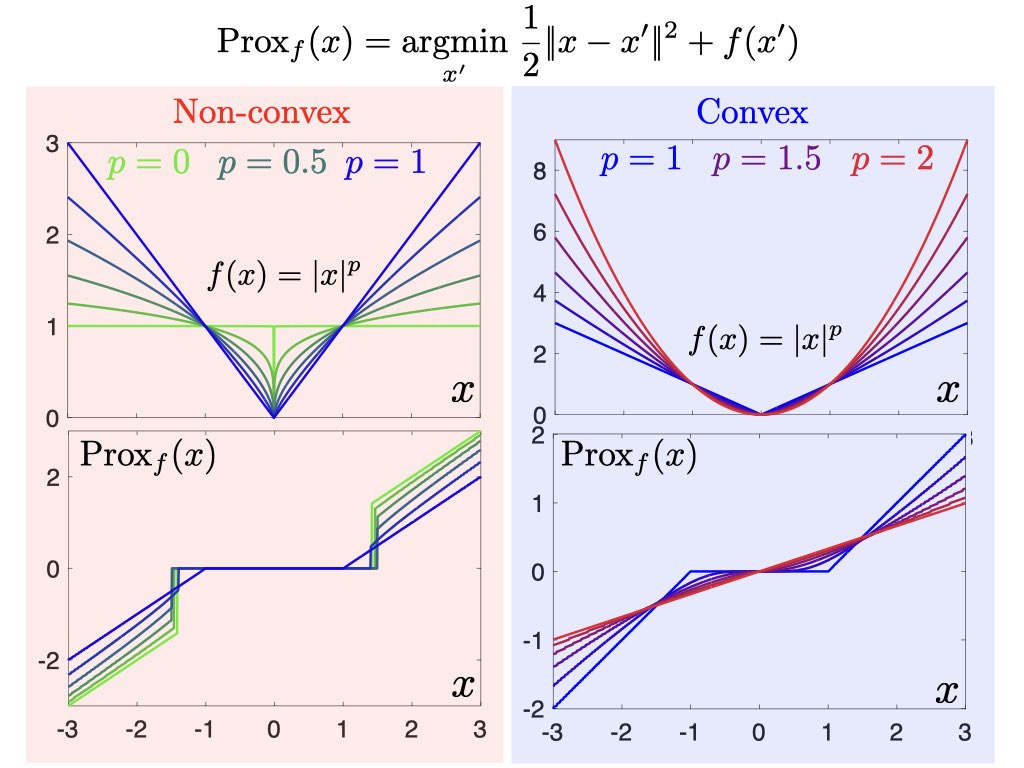 Prox_f(x) = argmin_{x′} 1/2 ‖x − x′‖² + f(x′)
Non-convex
p = 0 p = 0.5 p = 1
f(x) = |x|^p
x
3
2
1
0
Prox_f(x)
x
2
0
-2
-3 -2 -1 0 1 2 3
Convex
p = 1 p = 1.5 p = 2
f(x) = |x|^p
x
8
6
4
2
0
Prox_f(x)
x
2
1
0
-1
-2
-3 -2 -1 0 1 2 3